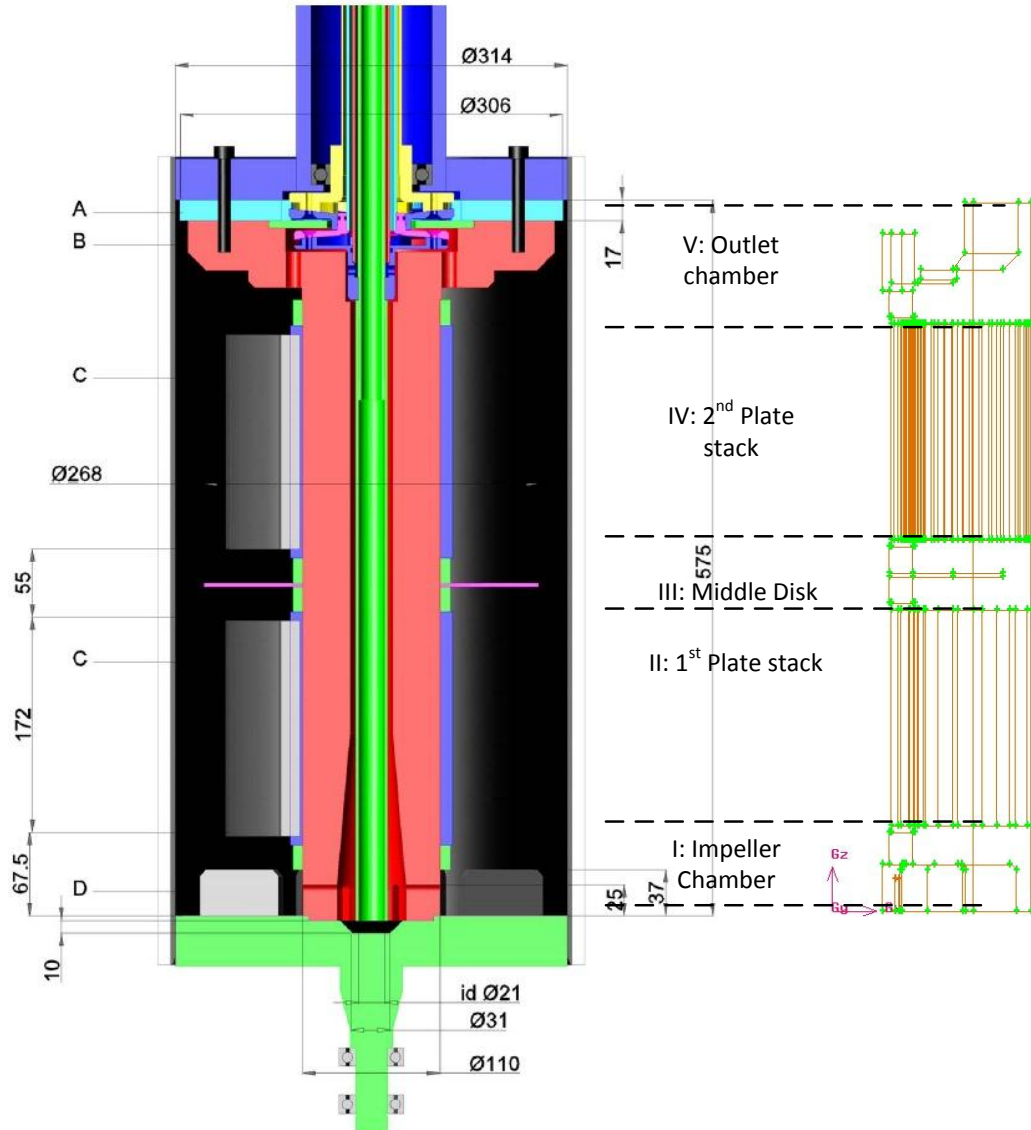 Ø314
Ø306
A
B
17
V: Outlet
chamber
C
IV: 2nd Plate
stack
Ø268
55
575
III: Middle Disk
C
II: 1st Plate stack
172
67.5
I: Impeller
Chamber
Gz
D
25
37
Gy
10
id Ø21
Ø31
Ø110